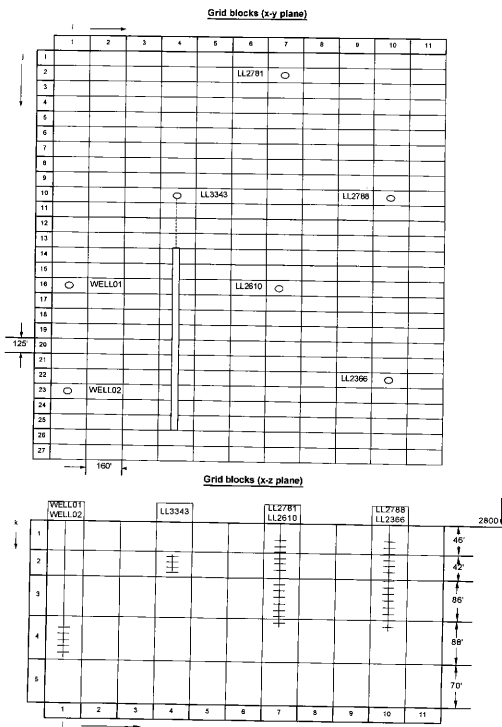 Grid blocks (x-y plane)
i
1 2 3 4 5 6 7 8 9 10 11
j
1
2 LL2781
3
4
5
6
7
8
9
10 LL3343 LL2788
11
12
13
14
15
16 WELL01 LL2610
17
18
19
125' 20
21
22 LL2366
23 WELL02
24
25
26
27
160'
Grid blocks (x-z plane)
WELL01 LL3343 LL2781 LL2788
WELL02 LL2610 LL2366
k
2800
1 46'
2 42'
3 86'
4 88'
5 70'
1 2 3 4 5 6 7 8 9 10 11
i